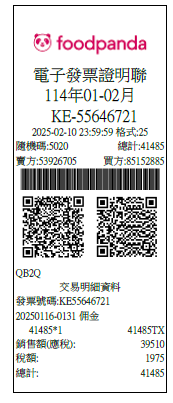 foodpanda
電子發票證明聯
114年01-02月
KE-55646721
2025-02-10 23:59:59 格式:25
隨機碼:5020 總計:41485
賣方:53926705 買方:85152885
QB2Q
交易明細資料
發票號碼:KE55646721
20250116-0131 佣金
41485*1 41485TX
銷售額(應稅): 39510
稅額: 1975
總計: 41485